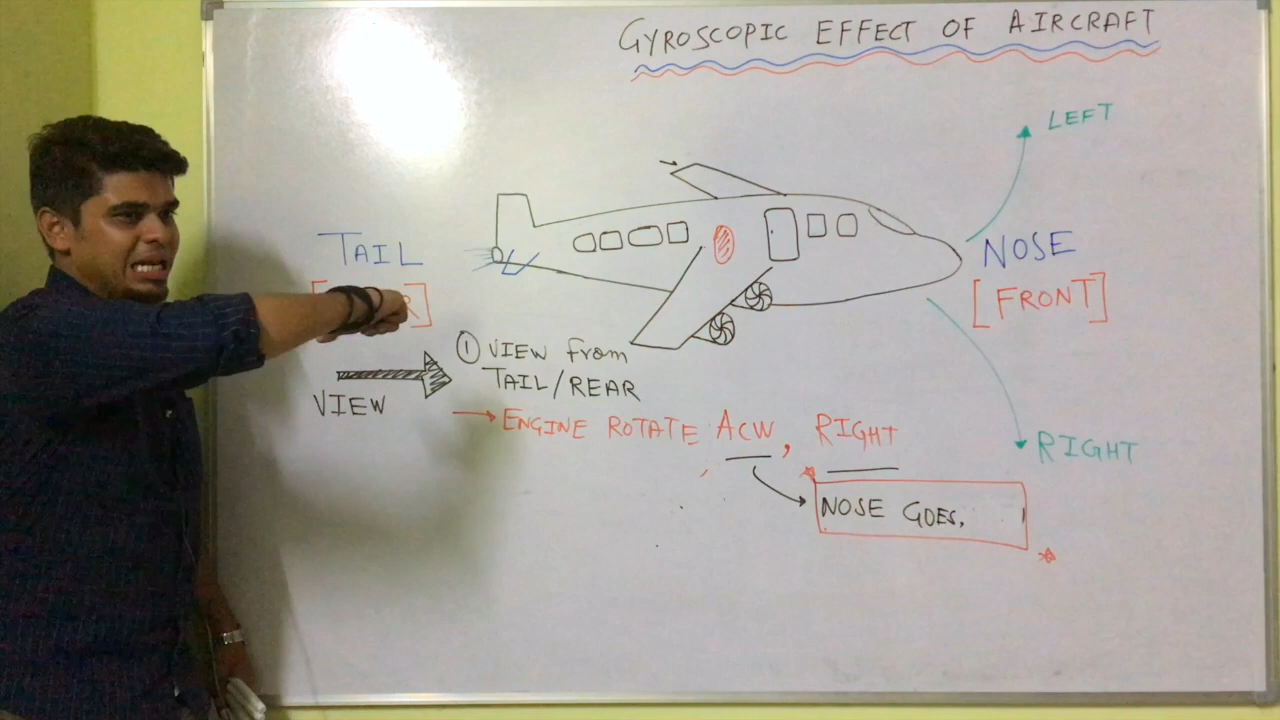 GYROSCOPIC EFFECT OF AIRCRAFT
LEFT
TAIL
NOSE
[FRONT]
① VIEW From
TAIL/REAR
VIEW
→ ENGINE ROTATE ACW, RIGHT
RIGHT
NOSE GOES,